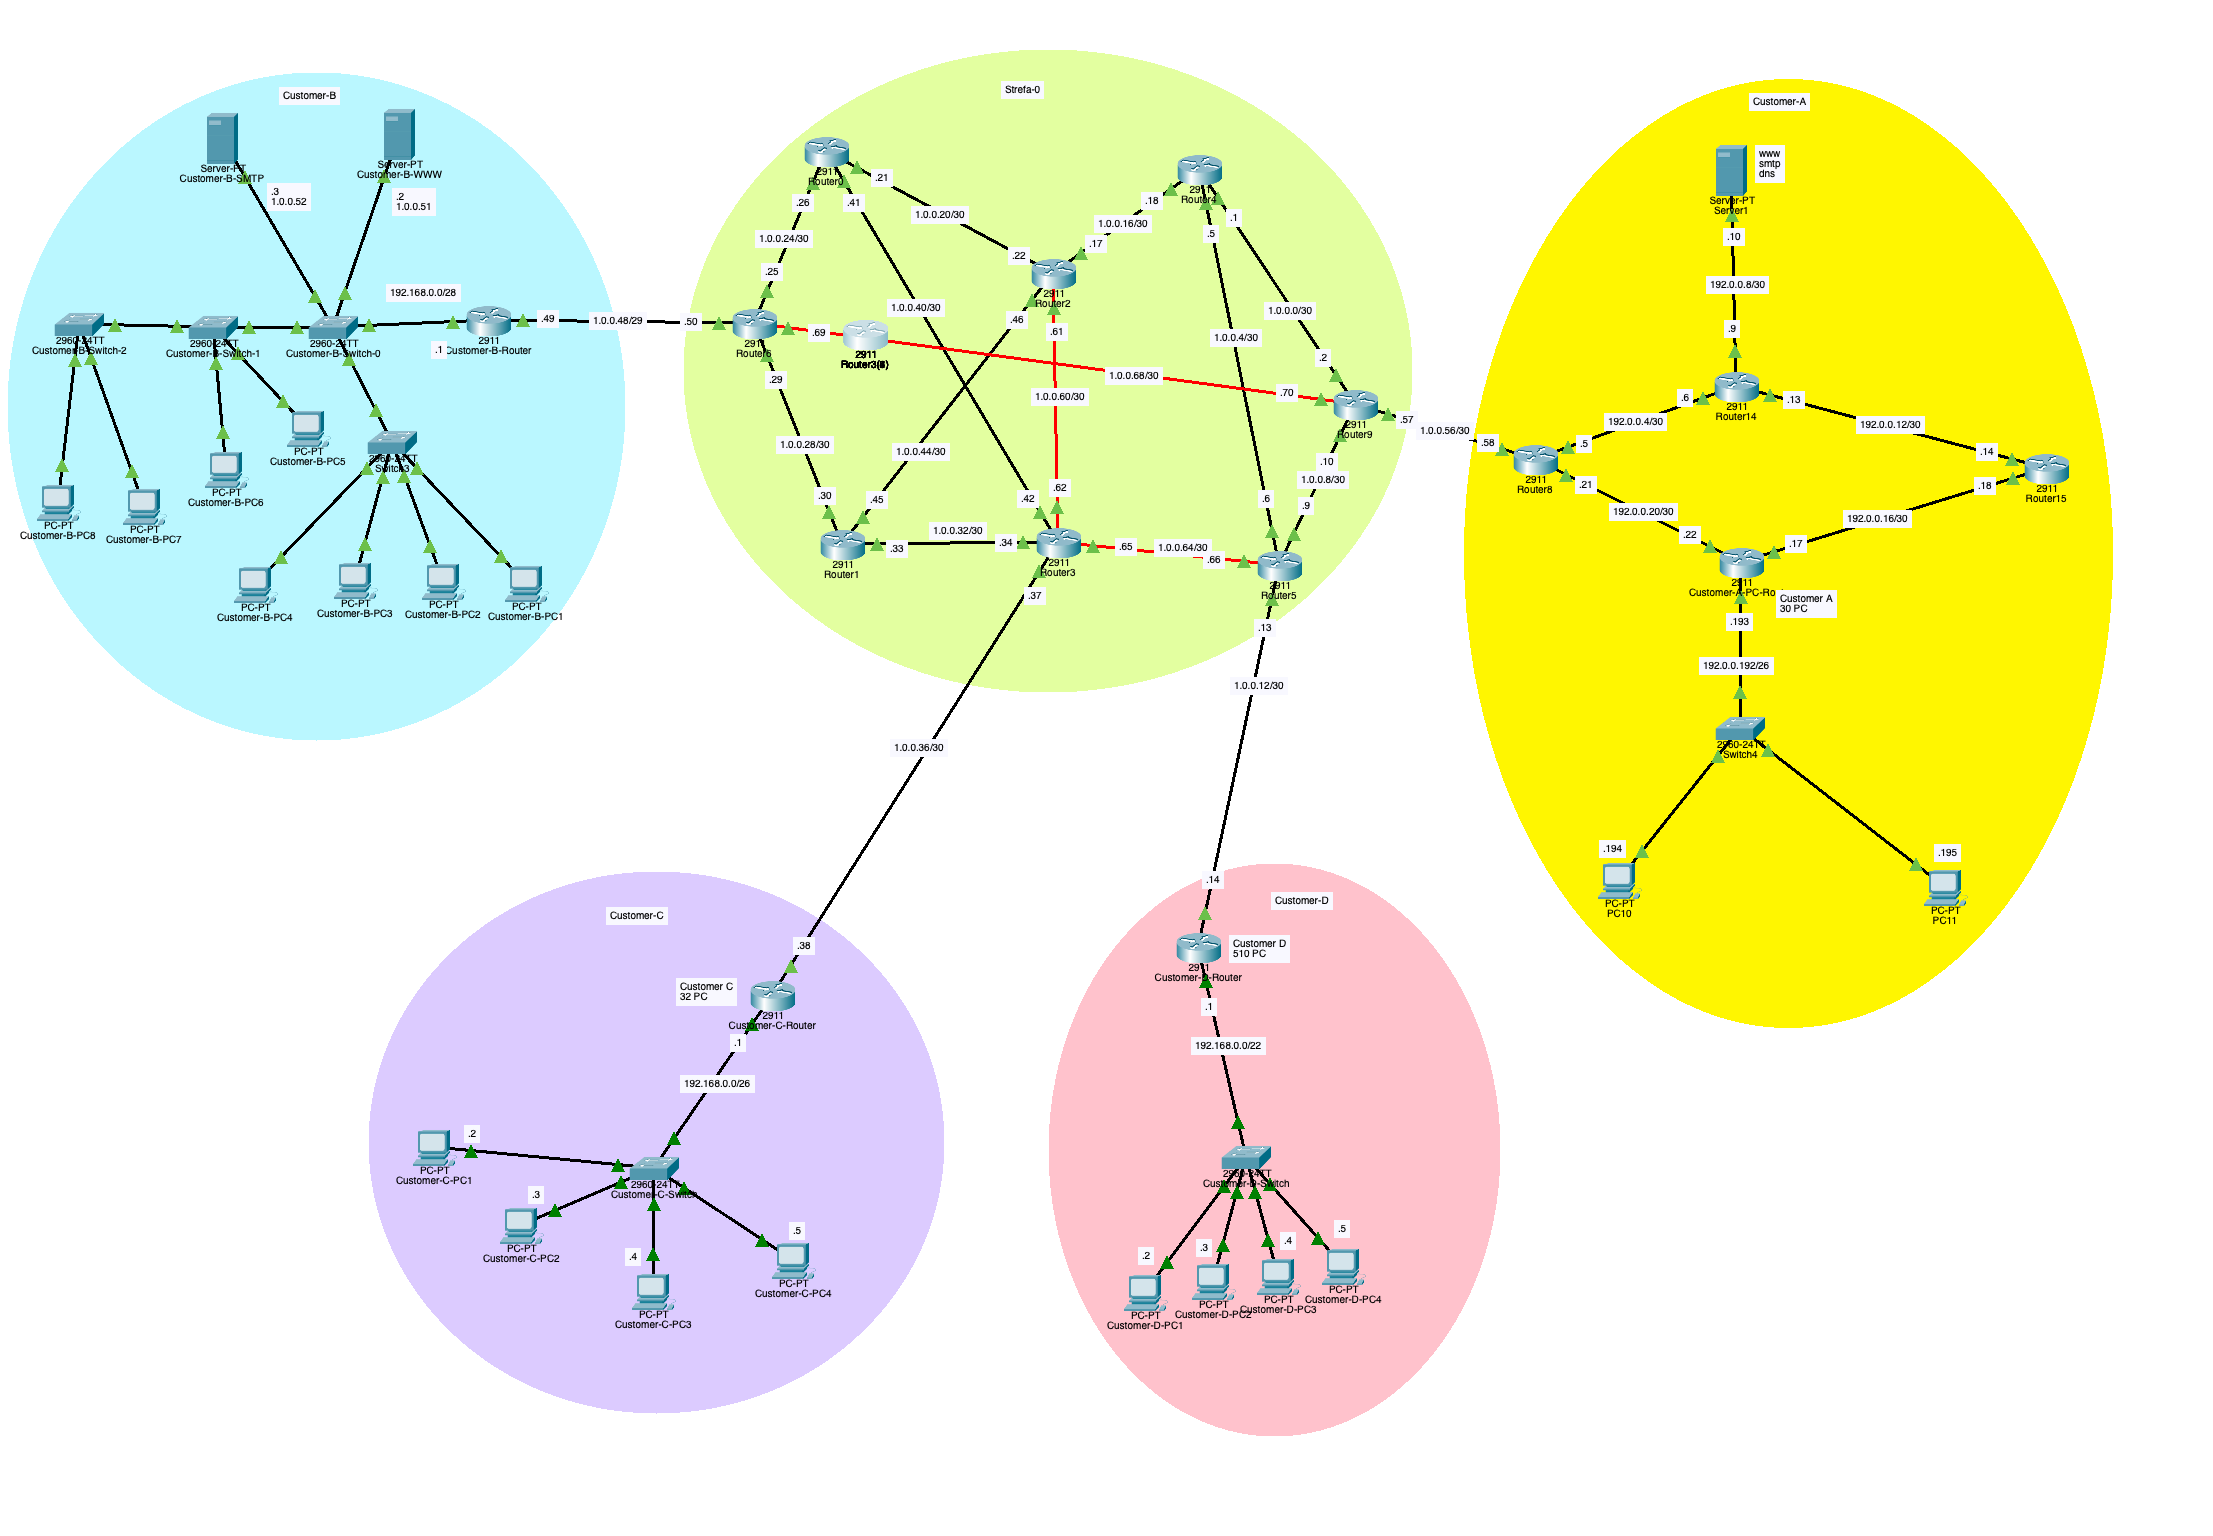 Customer-B
Server-PT
Customer-B-SMTP
Server-PT
Customer-B-WWW
.3
1.0.0.52
.2
1.0.0.51
192.168.0.0/28
2960-24TT
Customer-B-Switch-2
2960-24TT
Customer-B-Switch-1
2960-24TT
Customer-B-Switch-0
.1
2911
Customer-B-Router
.49
1.0.0.48/29
.50
2960-24TT
Switch3
PC-PT
Customer-B-PC5
PC-PT
Customer-B-PC6
PC-PT
Customer-B-PC8
PC-PT
Customer-B-PC7
PC-PT
Customer-B-PC4
PC-PT
Customer-B-PC3
PC-PT
Customer-B-PC2
PC-PT
Customer-B-PC1
Strefa-0
2911
Router0
.21
.26
.41
1.0.0.20/30
1.0.0.24/30
.25
.22
2911
Router4
.18
.1
1.0.0.16/30
.5
.17
2911
Router2
1.0.0.40/30
.46
.61
1.0.0.0/30
1.0.0.4/30
2911
Router6
.69
2911
.29
1.0.0.68/30
.2
.70
1.0.0.60/30
2911
Router9
.57
1.0.0.56/30
.58
1.0.0.28/30
1.0.0.44/30
.10
1.0.0.8/30
.30
.45
.42
.62
.6
.9
1.0.0.32/30
.33
.34
2911
Router1
2911
Router3
.65
1.0.0.64/30
.66
2911
Router5
.37
.13
1.0.0.12/30
1.0.0.36/30
.14
.38
Customer-A
www
smtp
dns
Server-PT
Server1
.10
192.0.0.8/30
.9
.6
2911
Router14
.13
192.0.0.4/30
192.0.0.12/30
.5
.14
2911
Router8
.21
.18
2911
Router15
192.0.0.20/30
192.0.0.16/30
.22
.17
2911
Customer A
30 PC
.193
192.0.0.192/26
2960-24TT
Switch4
.194
.195
PC-PT
PC10
PC-PT
PC11
Customer-C
Customer C
32 PC
2911
Customer-C-Router
.1
192.168.0.0/26
.2
PC-PT
Customer-C-PC1
2960-24TT
Customer-C-Switch
.3
PC-PT
Customer-C-PC2
.4
PC-PT
Customer-C-PC3
.5
PC-PT
Customer-C-PC4
Customer-D
Customer D
510 PC
2911
Customer-D-Router
.1
192.168.0.0/22
2960-24TT
Customer-D-Switch
.2
.3
.4
.5
PC-PT
Customer-D-PC1
PC-PT
Customer-D-PC2
PC-PT
Customer-D-PC3
PC-PT
Customer-D-PC4